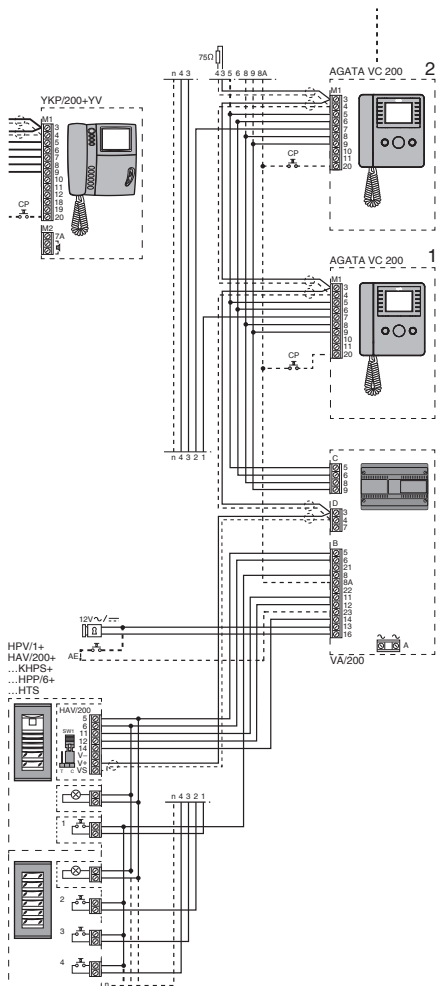 75Ω
n 4 3
4 3 5 6 8 9 8A
AGATA VC 200
2
M1
3
4
5
6
7
8
9
10
11
20
CP
YKP/200+YV
M1
3
4
5
6
7
8
9
10
11
12
18
19
20
CP
M2
7A
AGATA VC 200
1
M1
3
4
5
6
7
8
9
10
11
20
CP
n 4 3 2 1
C
5
6
8
9
D
3
4
7
B
5
6
21
8
8A
22
11
12
23
14
13
16
A
VA/200
12V
AE
HPV/1+
HAV/200+
...KHPS+
...HPP/6+
...HTS
HAV/200
5
6
11
12
14
V–
V+
VS
SW1
T C
n 4 3 2 1
1
2
3
4
n